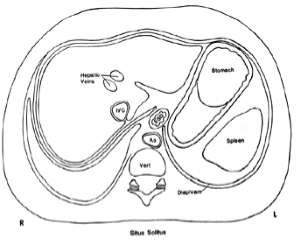 Hepatic
Veins
Stomach
IVC
Ao
Vert
Spleen
Diaphragm
R
L
Situs Solitus